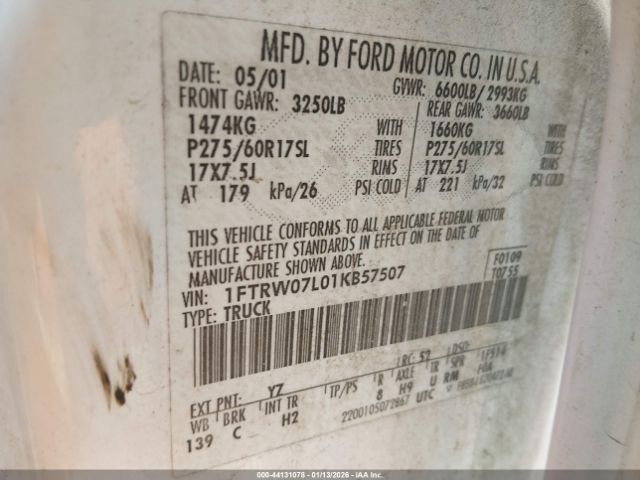 MFD. BY FORD MOTOR CO. IN U.S.A.
DATE: 05/01 GVWR: 6600LB/2993KG
FRONT GAWR: 3250LB REAR GAWR: 3660LB
1474KG WITH 1660KG WITH
P275/60R17SL TIRES P275/60R17SL TIRES
17X7.5J RIMS 17X7.5J RIMS
AT 179 kPa/26 PSI COLD AT 221 kPa/32 PSI COLD
THIS VEHICLE CONFORMS TO ALL APPLICABLE FEDERAL MOTOR
VEHICLE SAFETY STANDARDS IN EFFECT ON THE DATE OF
MANUFACTURE SHOWN ABOVE.
F0109
T0755
VIN: 1FTRW07L01KB57507
TYPE: TRUCK
LRC: 52
EXT PNT: Y7
WB BRK INT TR TP/PS R AXLE TR SPR
139 C H2 8 H9 U RM
2200105072867 UTC
000-44131078 — 01/13/2026 — IAA Inc.